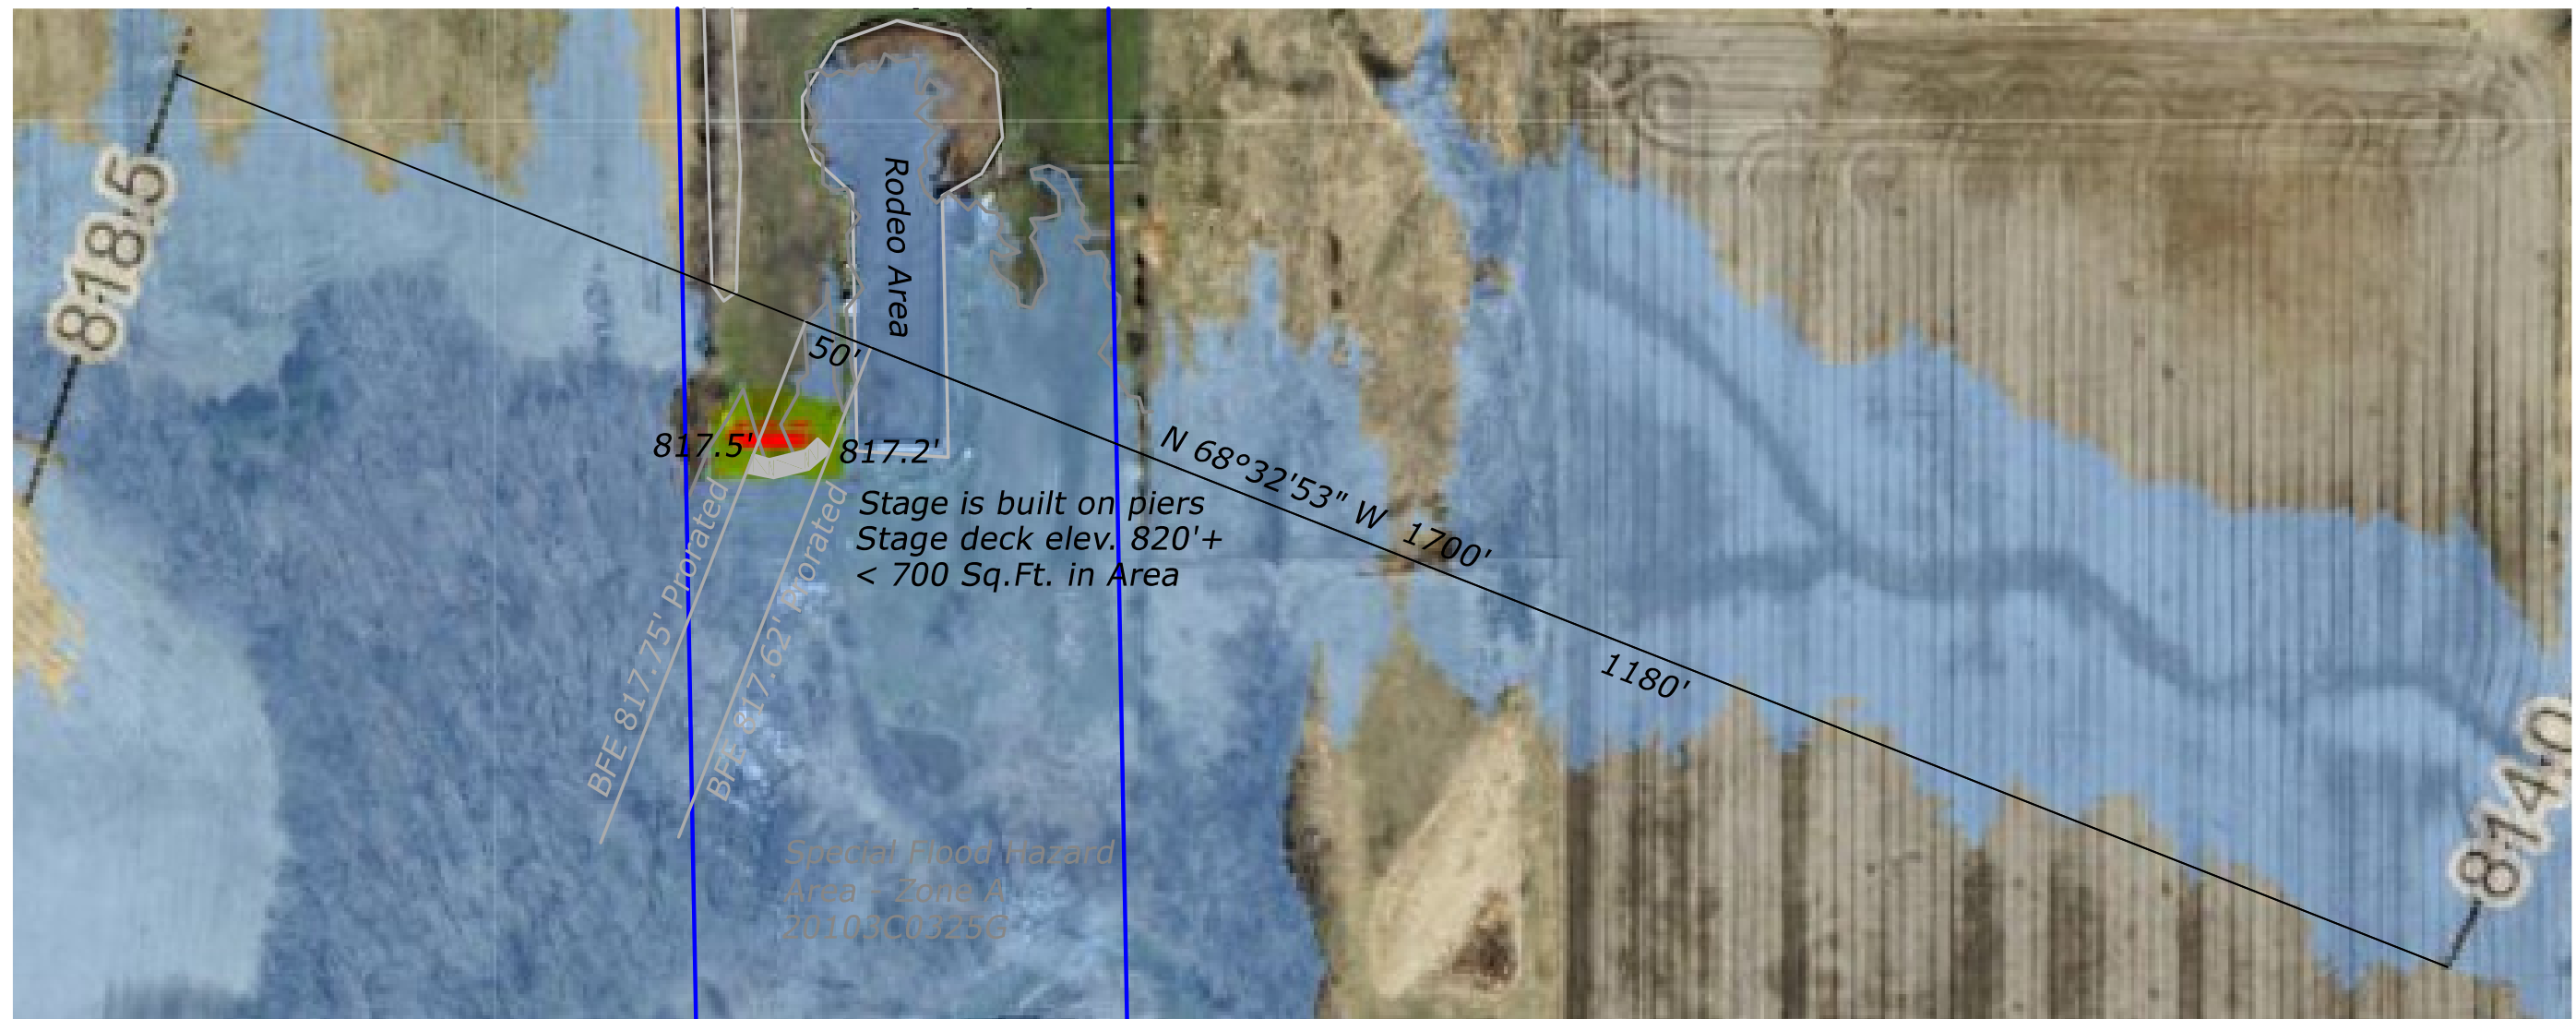 818.5
Rodeo Area
50'
817.5'
817.2'
N 68°32'53" W 1700'
Stage is built on piers
Stage deck elev. 820'+
< 700 Sq.Ft. in Area
1180'
BFE 817.75' Prorated
BFE 817.62' Prorated
814.0
Special Flood Hazard
Area - Zone A
20103C0325G